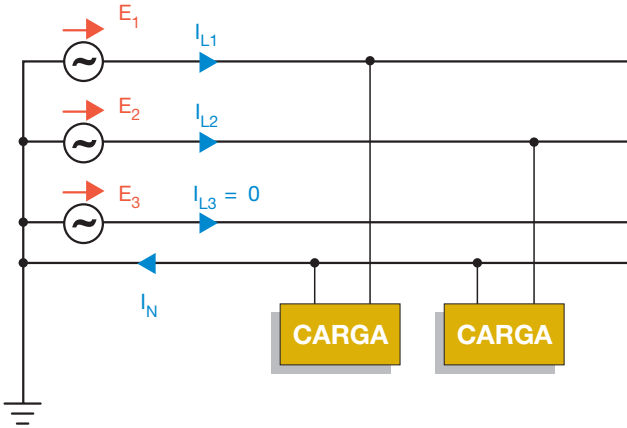 E1
IL1
E2
IL2
E3
IL3 = 0
IN
CARGA
CARGA